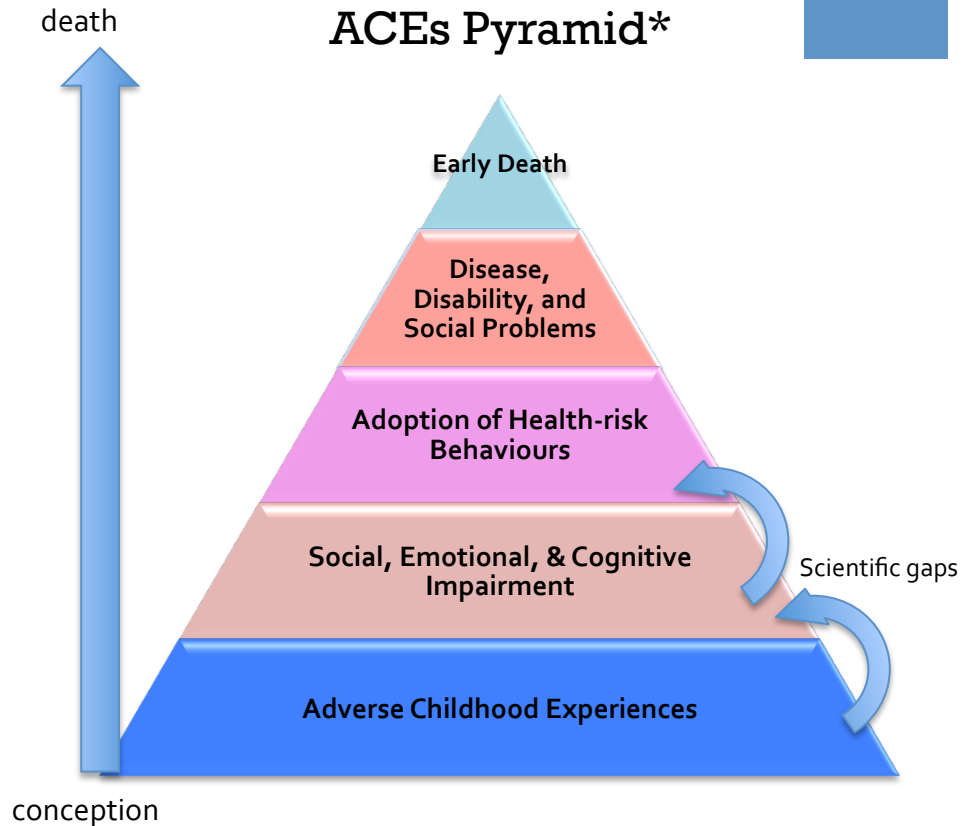 death
ACEs Pyramid*
Early Death
Disease,
Disability, and
Social Problems
Adoption of Health-risk
Behaviours
Social, Emotional, & Cognitive
Impairment
Scientific gaps
Adverse Childhood Experiences
conception